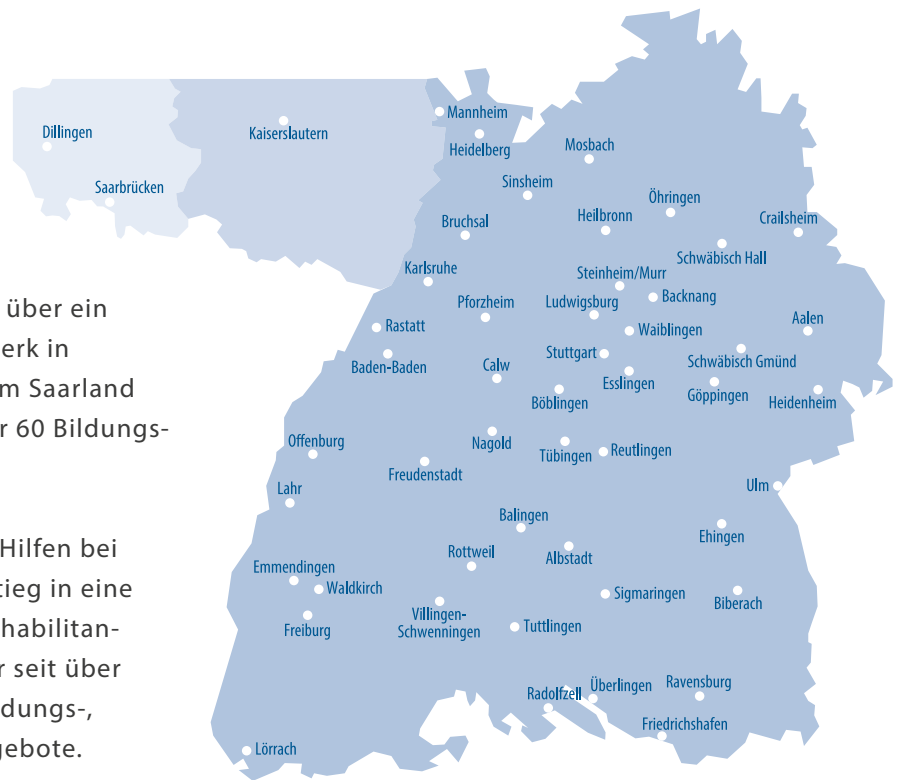 Mannheim
Dillingen
Kaiserslautern
Heidelberg
Mosbach
Saarbrücken
Sinsheim
Öhringen
Bruchsal
Heilbronn
Crailsheim
Schwäbisch Hall
Karlsruhe
Steinheim/Murr
Pforzheim
Ludwigsburg
Backnang
Rastatt
Waiblingen
Aalen
Baden-Baden
Calw
Stuttgart
Schwäbisch Gmünd
Esslingen
Böblingen
Göppingen
Heidenheim
Offenburg
Nagold
Tübingen
Reutlingen
Freudenstadt
Lahr
Ulm
Balingen
Ehingen
Rottweil
Albstadt
Emmendingen
Waldkirch
Sigmaringen
Biberach
Freiburg
Villingen-
Schwenningen
Tuttlingen
Radolfzell
Überlingen
Ravensburg
Friedrichshafen
Lörrach
über ein
erk in
m Saarland
r 60 Bildungs-
Hilfen bei
tieg in eine
habilitan-
r seit über
dungs-,
gebote.